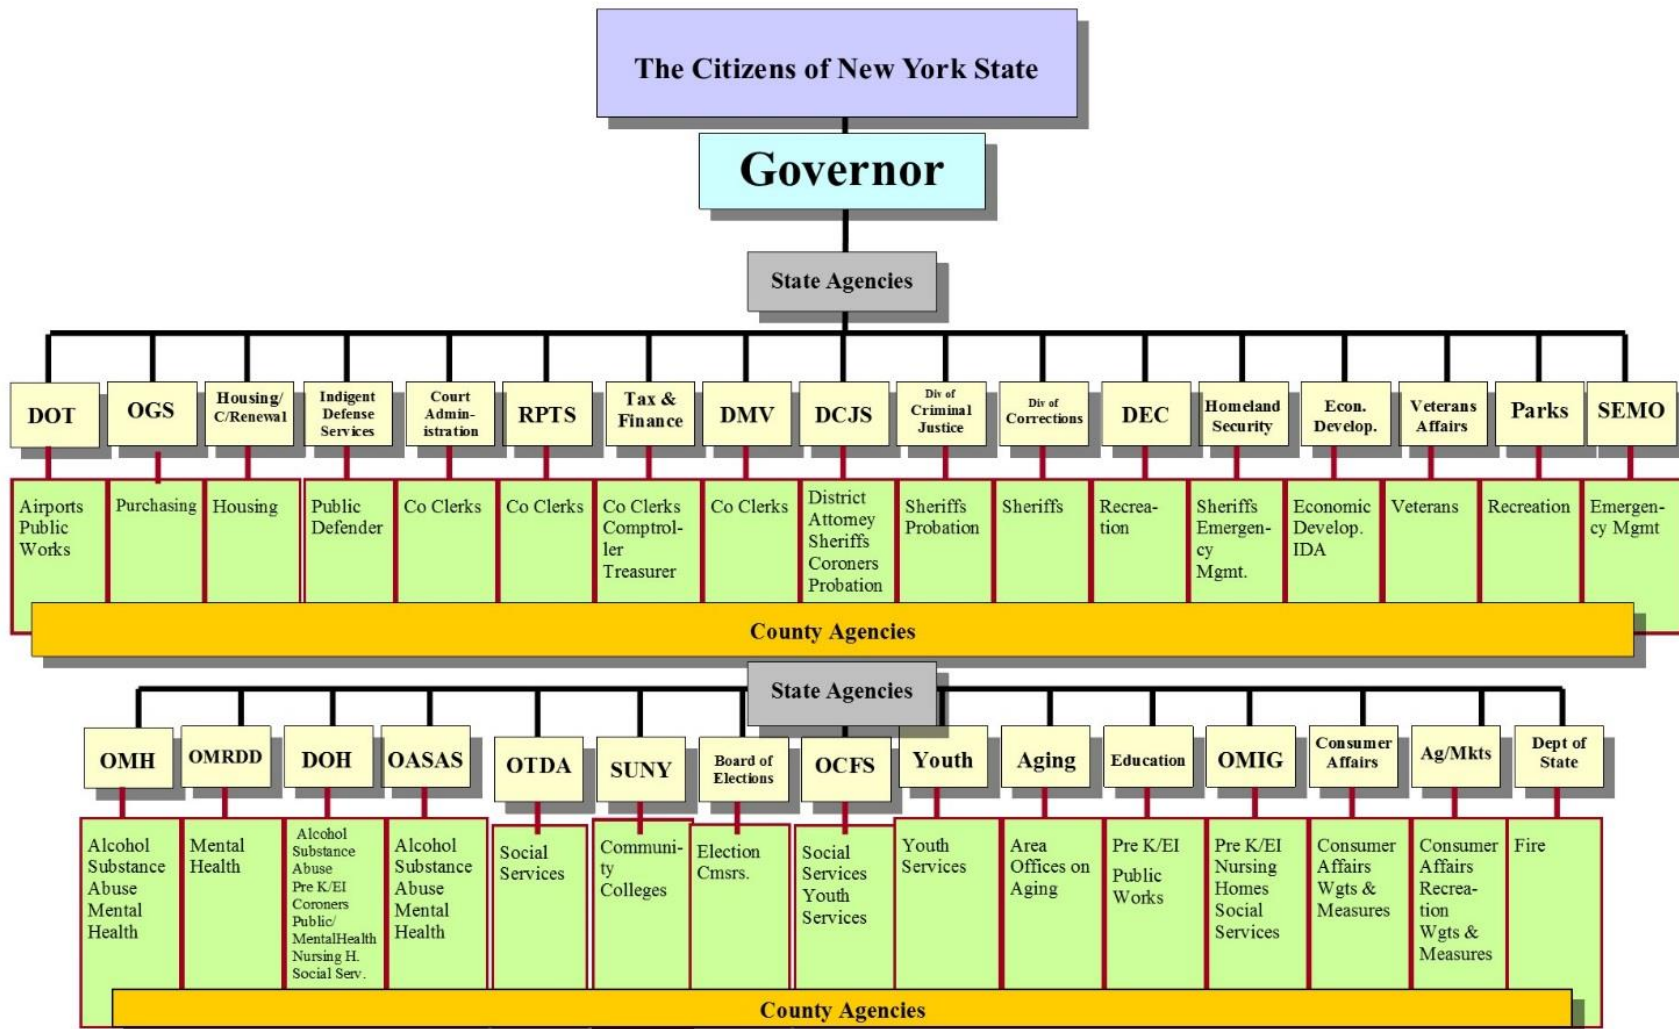 The Citizens of New York State
Governor
State Agencies
DOT
OGS
Housing/
C/Renewal
Indigent
Defense
Services
Court
Admin-
istration
RPTS
Tax &
Finance
DMV
DCJS
Div of
Criminal
Justice
Div of
Corrections
DEC
Homeland
Security
Econ.
Develop.
Veterans
Affairs
Parks
SEMO
Airports
Public
Works
Purchasing
Housing
Public
Defender
Co Clerks
Co Clerks
Co Clerks
Comptrol-
ler
Treasurer
Co Clerks
District
Attorney
Sheriffs
Coroners
Probation
Sheriffs
Probation
Sheriffs
Recrea-
tion
Sheriffs
Emergen-
cy
Mgmt.
Economic
Develop.
IDA
Veterans
Recreation
Emergen-
cy Mgmt
County Agencies
State Agencies
OMH
OMRDD
DOH
OASAS
OTDA
SUNY
Board of
Elections
OCFS
Youth
Aging
Education
OMIG
Consumer
Affairs
Ag/Mkts
Dept of
State
Alcohol
Substance
Abuse
Mental
Health
Mental
Health
Alcohol
Substance
Abuse
Pre K/EI
Coroners
Public/
MentalHealth
Nursing H.
Social Serv.
Alcohol
Substance
Abuse
Mental
Health
Social
Services
Communi-
ty
Colleges
Election
Cmsrs.
Social
Services
Youth
Services
Youth
Services
Area
Offices on
Aging
Pre K/EI
Public
Works
Pre K/EI
Nursing
Homes
Social
Services
Consumer
Affairs
Wgts &
Measures
Consumer
Affairs
Recrea-
tion
Wgts &
Measures
Fire
County Agencies